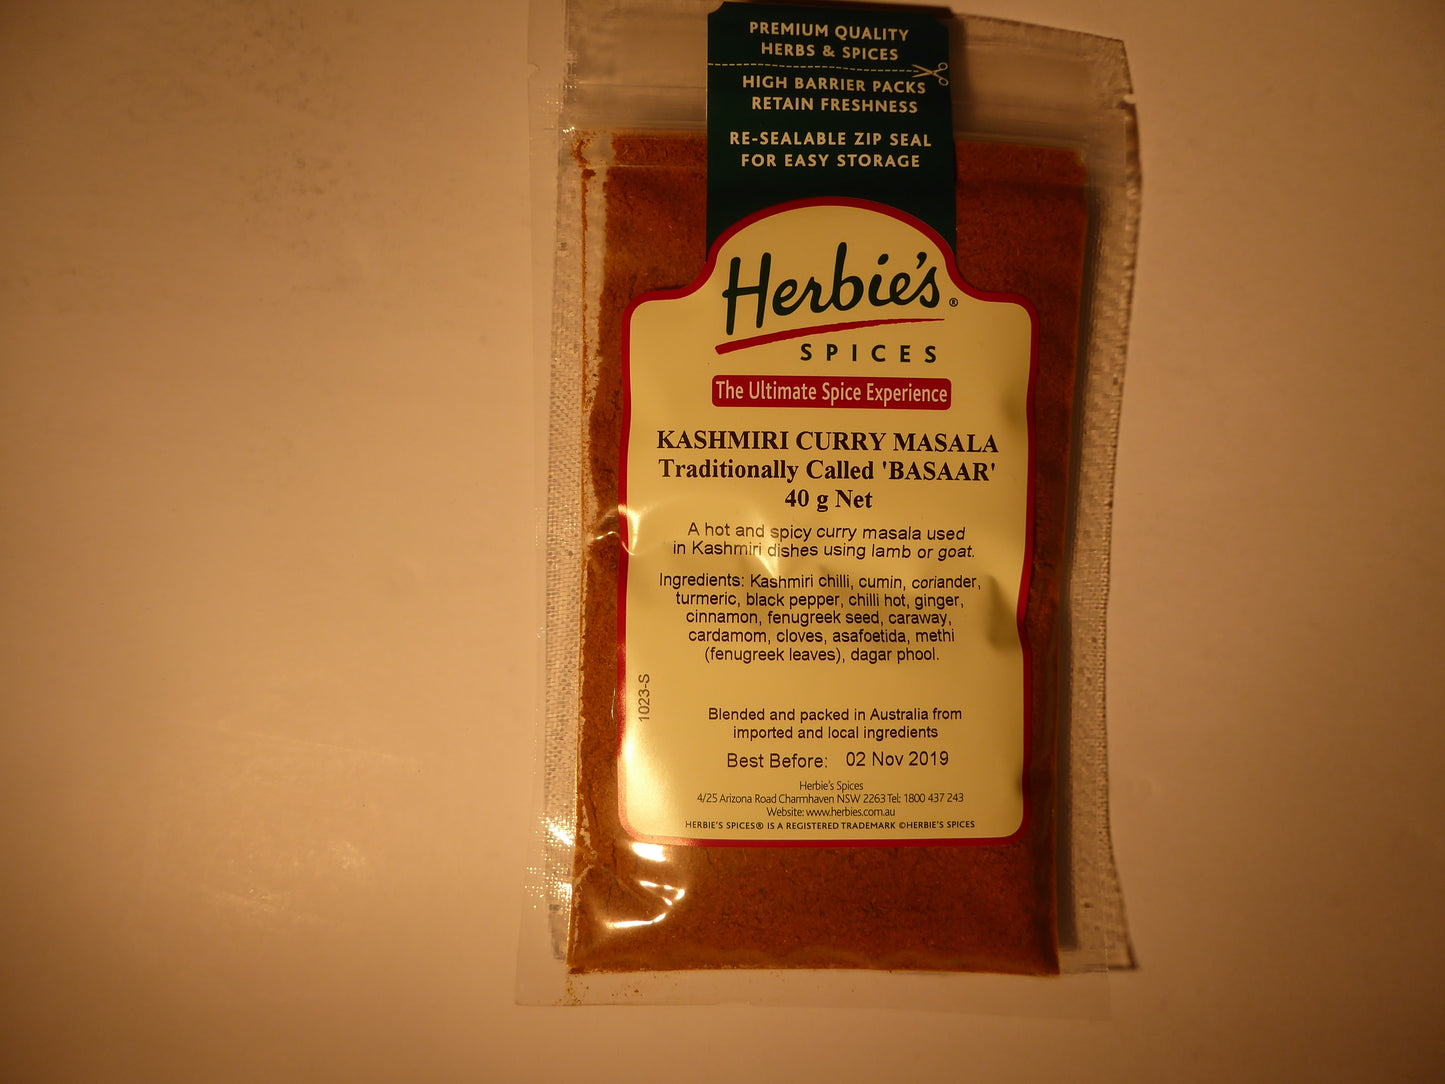 PREMIUM QUALITY
HERBS & SPICES
HIGH BARRIER PACKS
RETAIN FRESHNESS
RE-SEALABLE ZIP SEAL
FOR EASY STORAGE
Herbie's®
SPICES
The Ultimate Spice Experience
KASHMIRI CURRY MASALA
Traditionally Called 'BASAAR'
40 g Net
A hot and spicy curry masala used
in Kashmiri dishes using lamb or goat.
Ingredients: Kashmiri chilli, cumin, coriander,
turmeric, black pepper, chilli hot, ginger,
cinnamon, fenugreek seed, caraway,
cardamom, cloves, asafoetida, methi
(fenugreek leaves), dagar phool.
1023-S
Blended and packed in Australia from
imported and local ingredients
Best Before: 02 Nov 2019
Herbie's Spices
4/25 Arizona Road Charmhaven NSW 2263 Tel: 1800 437 243
Website: www.herbies.com.au
HERBIE'S SPICES® IS A REGISTERED TRADEMARK ©HERBIE'S SPICES